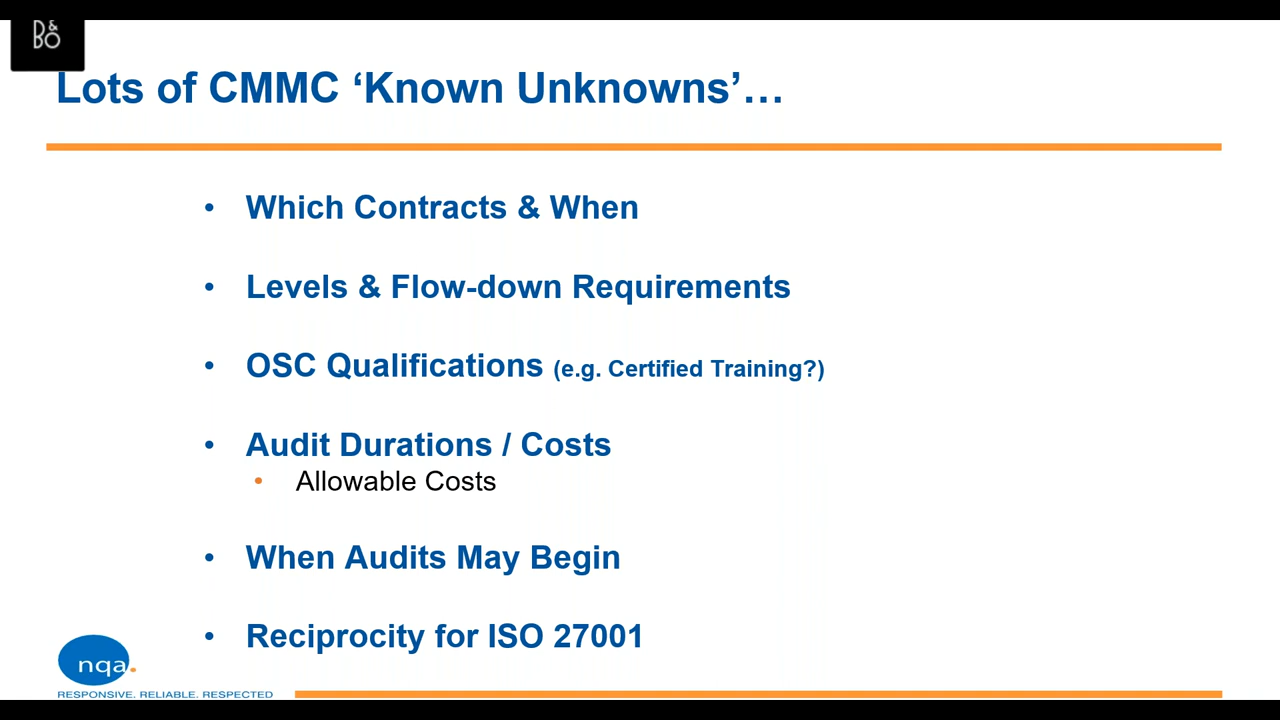 B&O
Lots of CMMC ‘Known Unknowns’…
• Which Contracts & When
• Levels & Flow-down Requirements
• OSC Qualifications (e.g. Certified Training?)
• Audit Durations / Costs
• Allowable Costs
• When Audits May Begin
• Reciprocity for ISO 27001
nqa.
RESPONSIVE. RELIABLE. RESPECTED